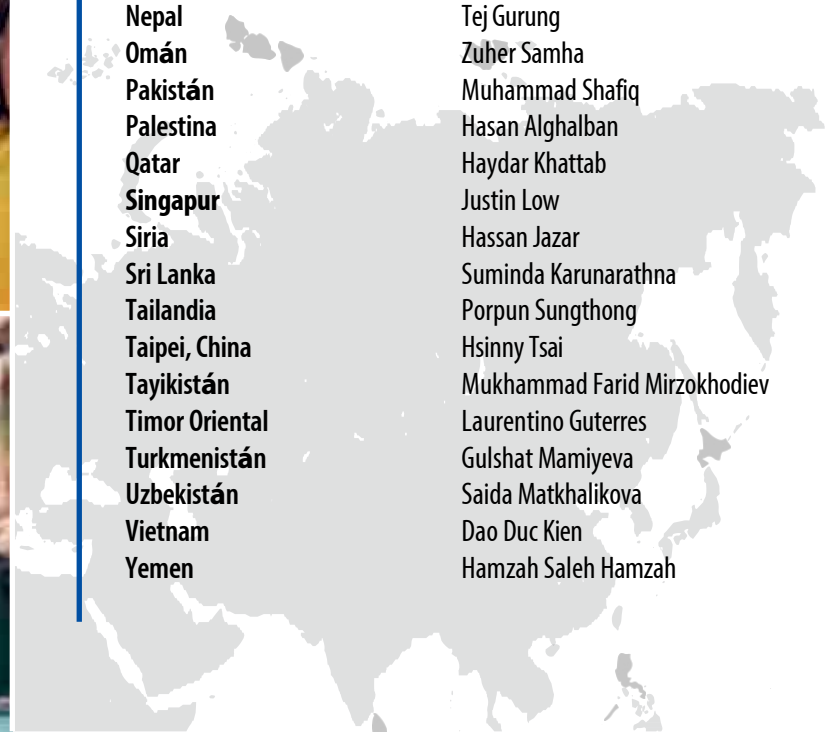 Nepal Tej Gurung
Omán Zuher Samha
Pakistán Muhammad Shafiq
Palestina Hasan Alghalban
Qatar Haydar Khattab
Singapur Justin Low
Siria Hassan Jazar
Sri Lanka Suminda Karunarathna
Tailandia Porpun Sungthong
Taipei, China Hsinny Tsai
Tayikistán Mukhammad Farid Mirzokhodiev
Timor Oriental Laurentino Guterres
Turkmenistán Gulshat Mamiyeva
Uzbekistán Saida Matkhalikova
Vietnam Dao Duc Kien
Yemen Hamzah Saleh Hamzah